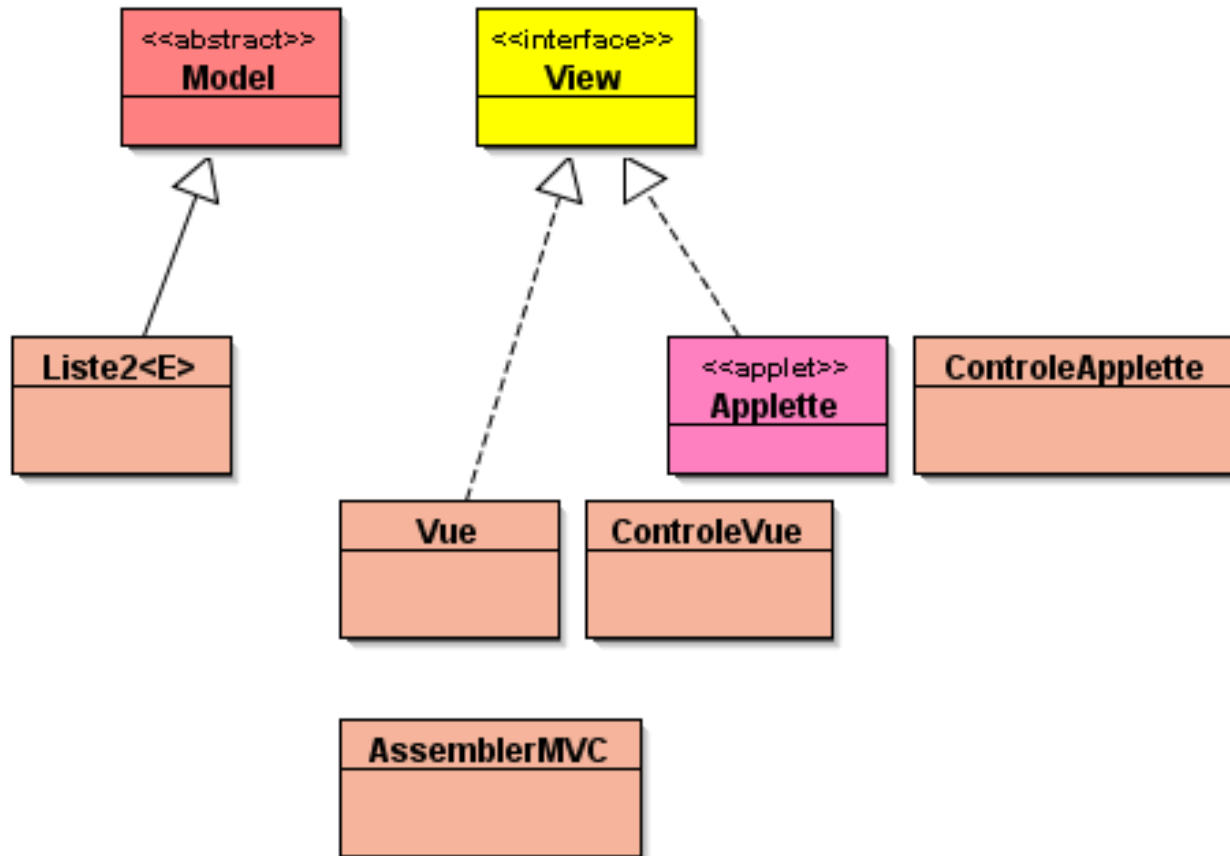 <<abstract>>
Model
<<interface>>
View
Liste2<E>
<<applet>>
Applette
ControleApplette
Vue
ControleVue
AssemblerMVC